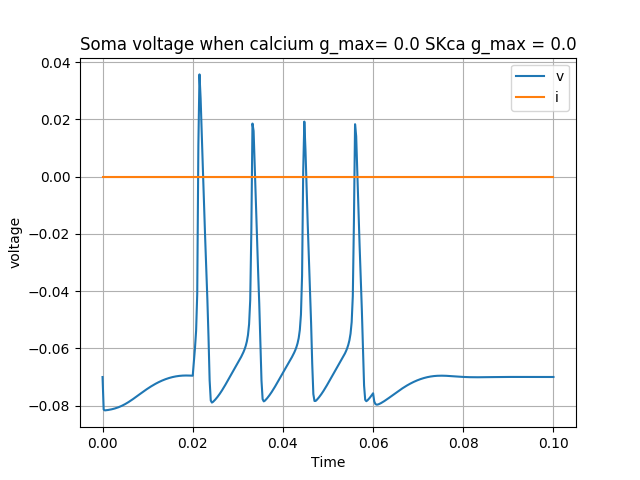 Soma voltage when calcium g_max= 0.0 SKca g_max = 0.0
v
i
voltage
0.04
0.02
0.00
−0.02
−0.04
−0.06
−0.08
0.00 0.02 0.04 0.06 0.08 0.10
Time